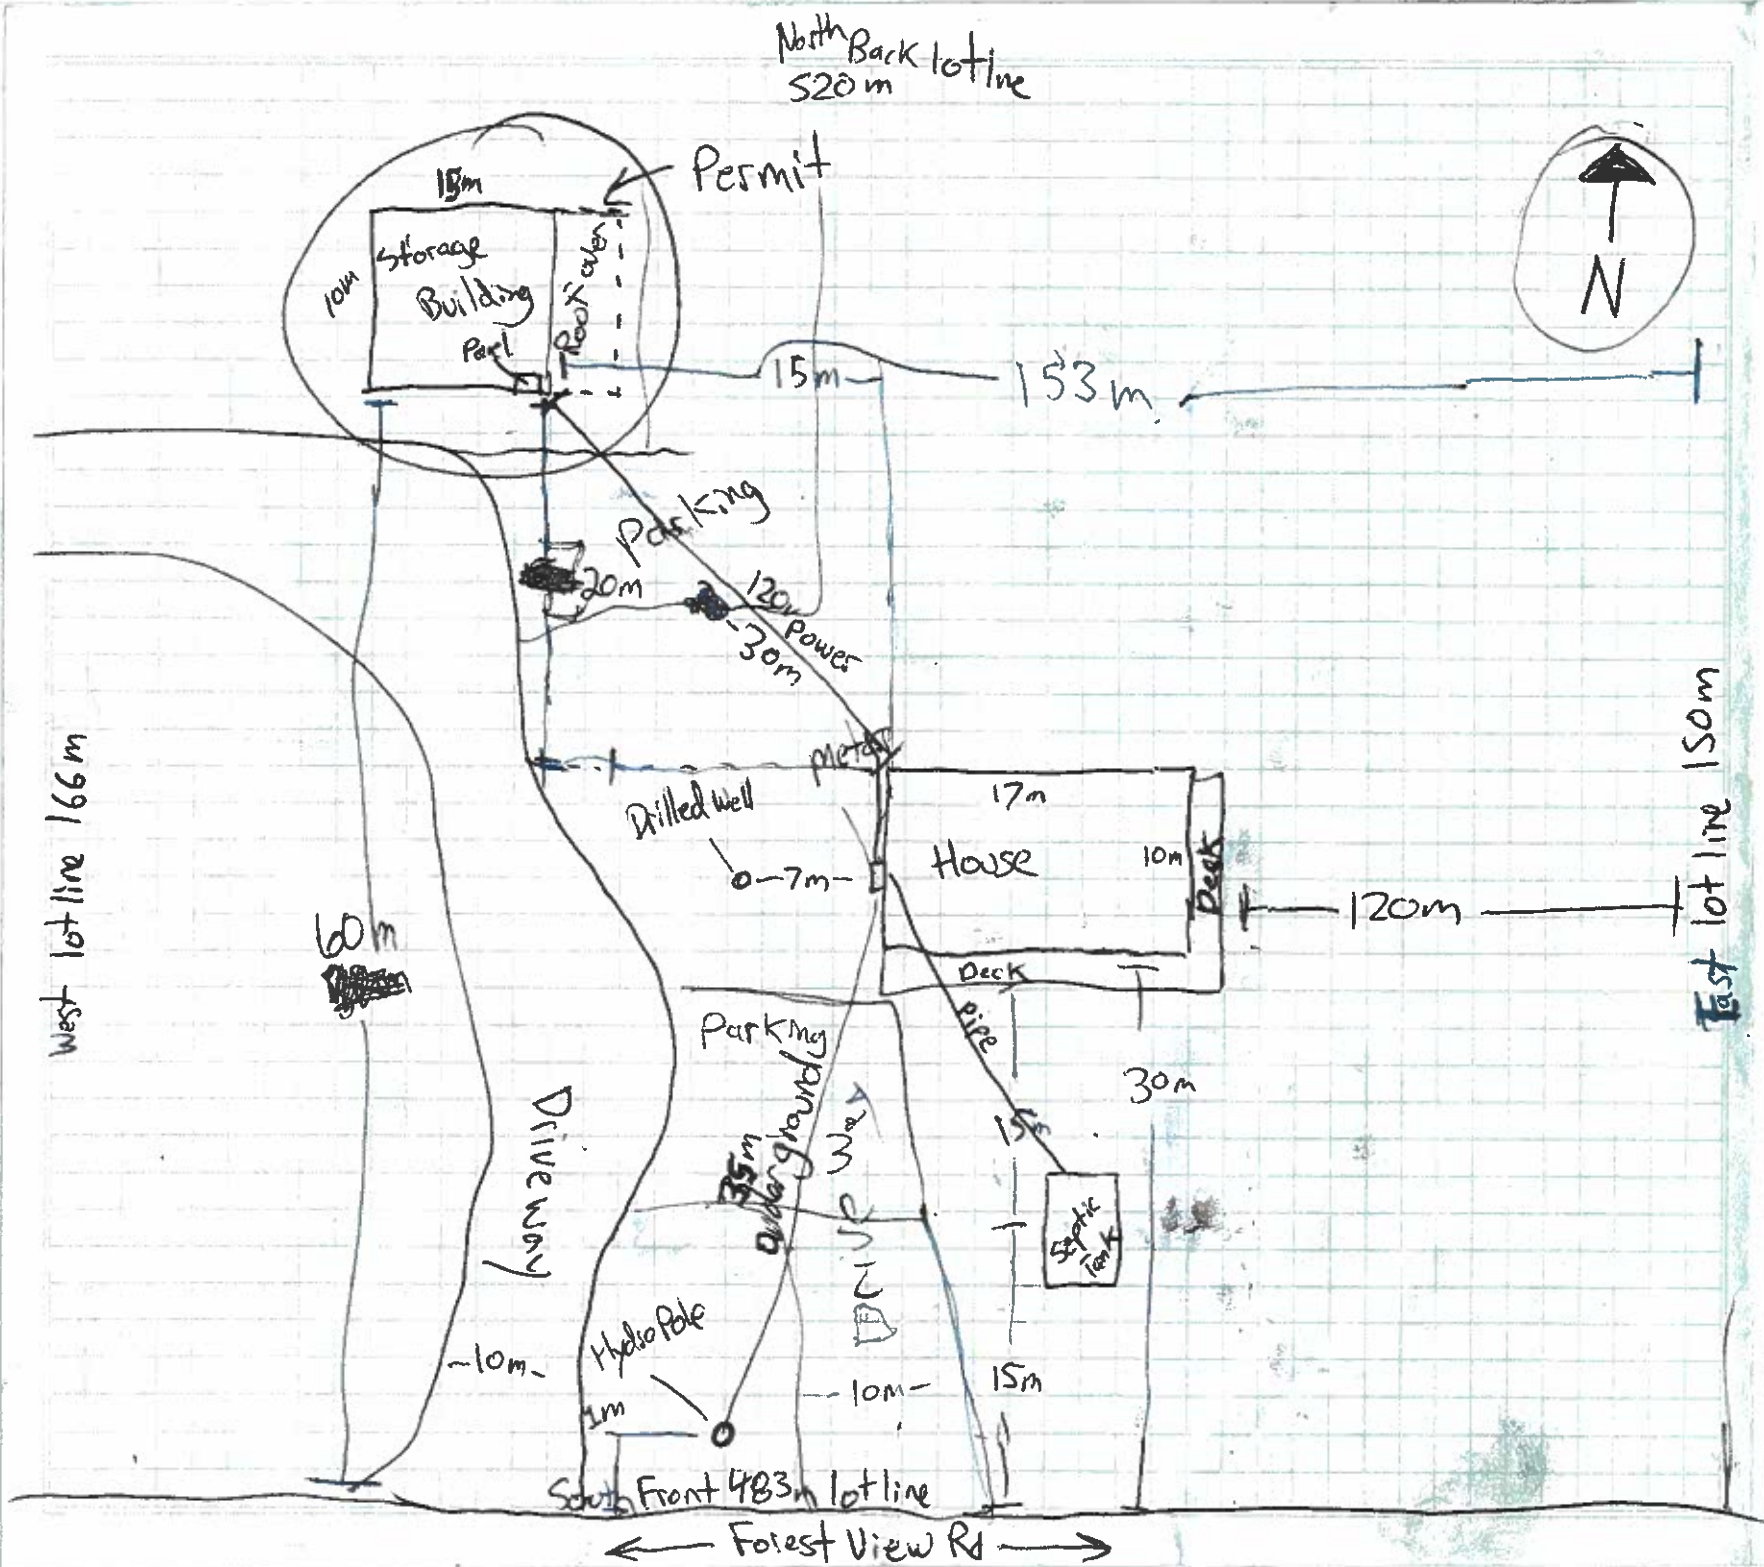 North Back lot line
520m
Permit
15m
Storage
Building
10m
Panel
Roof over
N
15m
153m
Parking
20m
120v Power
30m
Meter
Drilled Well
7m
17m
House
10m
Deck
120m
West lot line 166m
East lot line 150m
60m
Deck
Parking
Pipe
30m
15m
35m
underground
Driveway
Septic
Tank
Hydro Pole
10m
1m
10m
15m
South Front 483m lot line
Forest View Rd